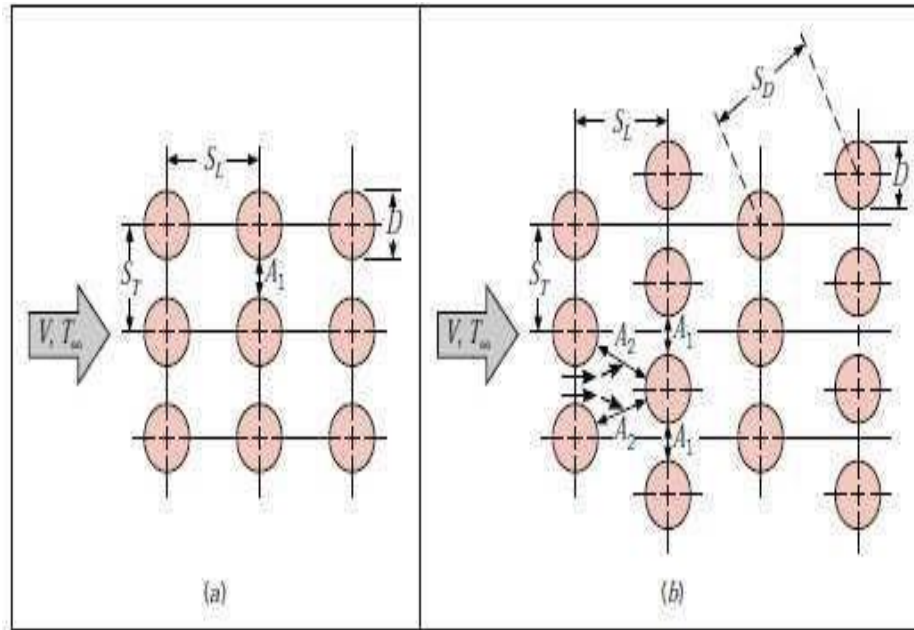 S_L
D
S_T
A_1
V, T_∞
(a)
S_D
S_L
D
S_T
A_2
A_1
V, T_∞
A_2
A_1
(b)